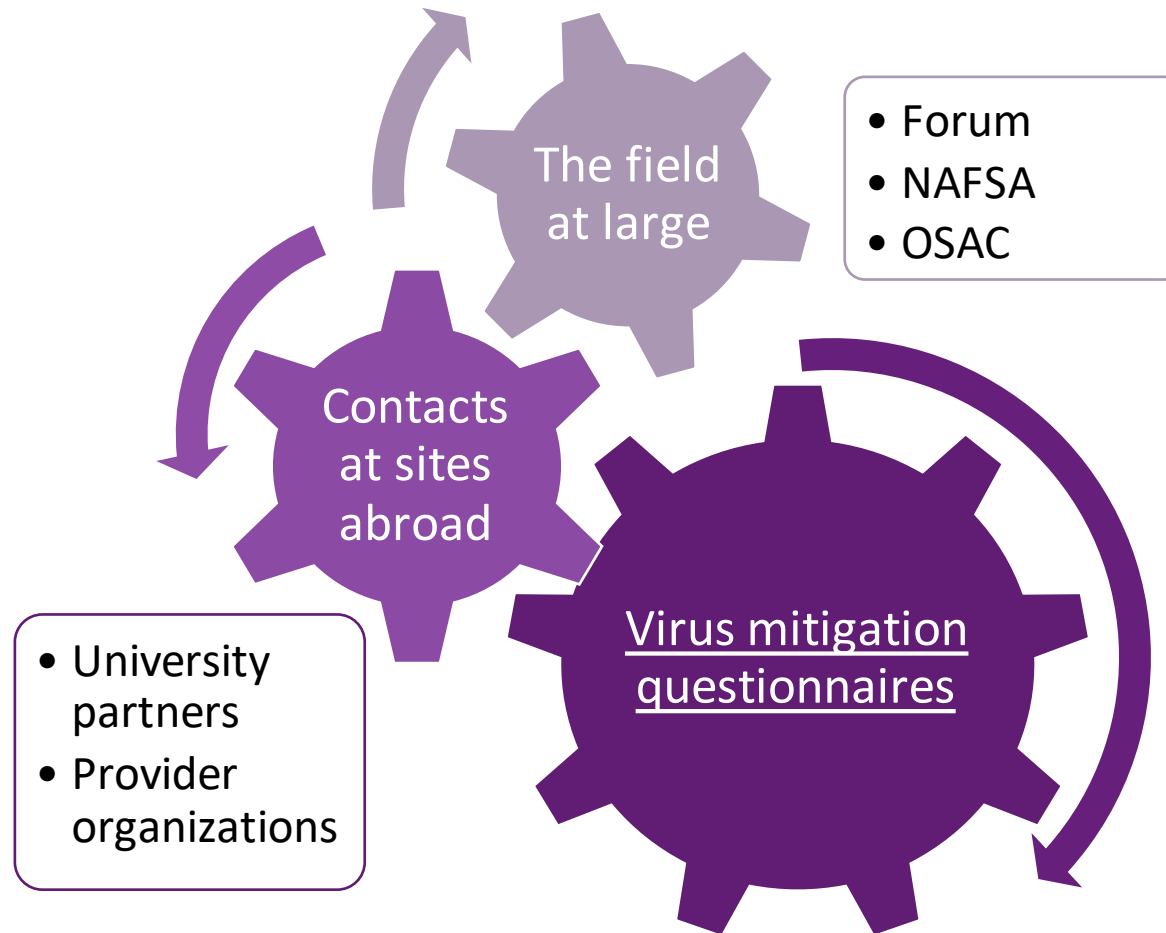 The field
at large
• Forum
• NAFSA
• OSAC
Contacts
at sites
abroad
• University
partners
• Provider
organizations
Virus mitigation
questionnaires